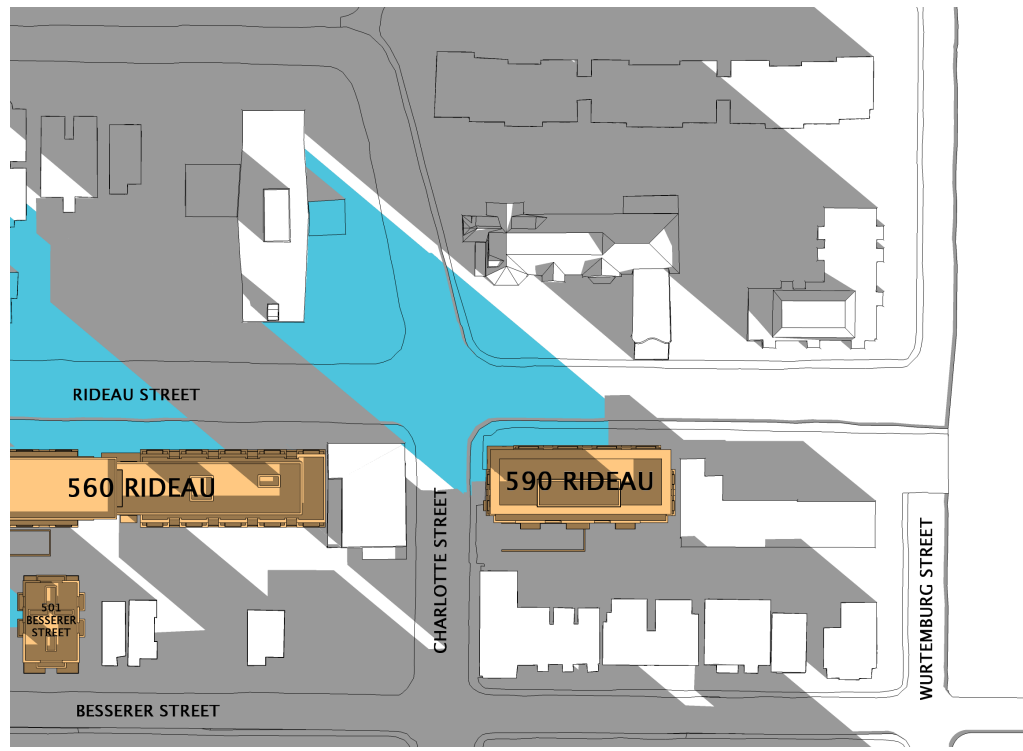 RIDEAU STREET
560 RIDEAU
590 RIDEAU
CHARLOTTE STREET
WURTEMBURG STREET
501
BESSERER
STREET
BESSERER STREET